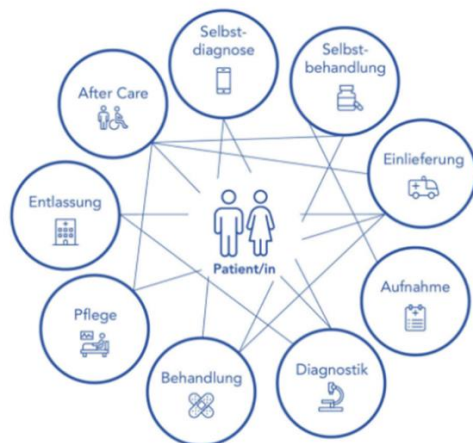 Selbst-
diagnose
Selbst-
behandlung
Einlieferung
Aufnahme
Diagnostik
Behandlung
Pflege
Entlassung
After Care
Patient/in